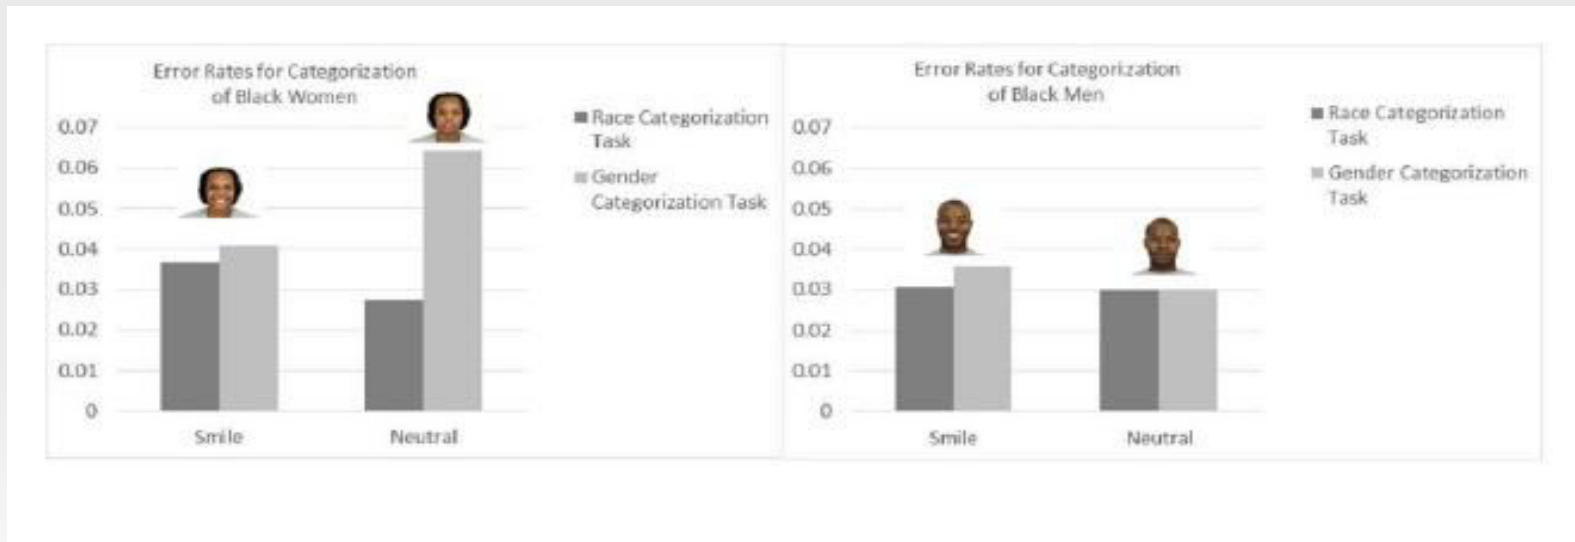 Error Rates for Categorization
of Black Women
0.07
0.06
0.05
0.04
0.03
0.02
0.01
0
Smile
Neutral
Race Categorization
Task
Gender
Categorization Task
Error Rates for Categorization
of Black Men
0.07
0.06
0.05
0.04
0.03
0.02
0.01
0
Smile
Neutral
Race Categorization
Task
Gender Categorization
Task